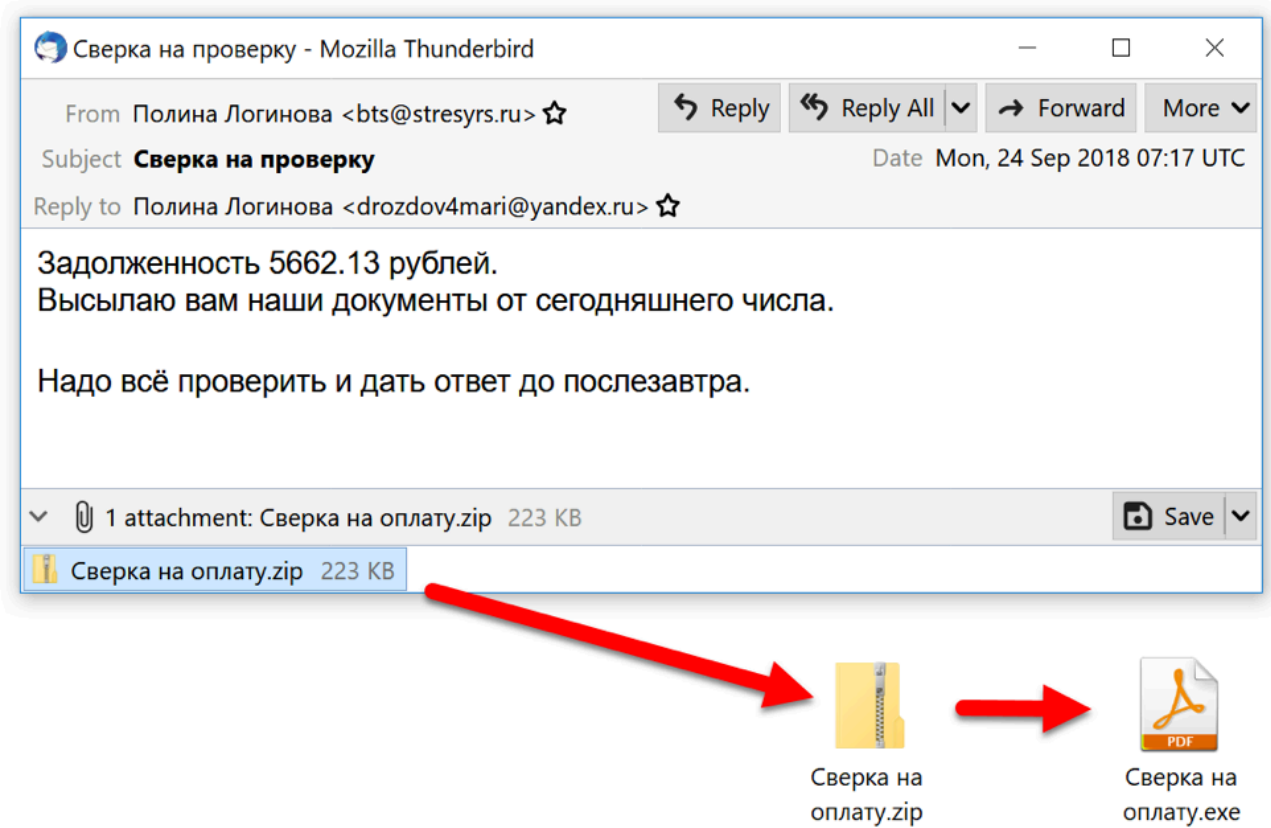 Сверка на проверку - Mozilla Thunderbird
From Полина Логинова <bts@stresyrs.ru> Reply Reply All Forward More
Subject Сверка на проверку Date Mon, 24 Sep 2018 07:17 UTC
Reply to Полина Логинова <drozdov4mari@yandex.ru>
Задолженность 5662.13 рублей.
Высылаю вам наши документы от сегодняшнего числа.
Надо всё проверить и дать ответ до послезавтра.
1 attachment: Сверка на оплату.zip 223 KB Save
Сверка на оплату.zip 223 KB
PDF
Сверка на
оплату.zip
Сверка на
оплату.exe